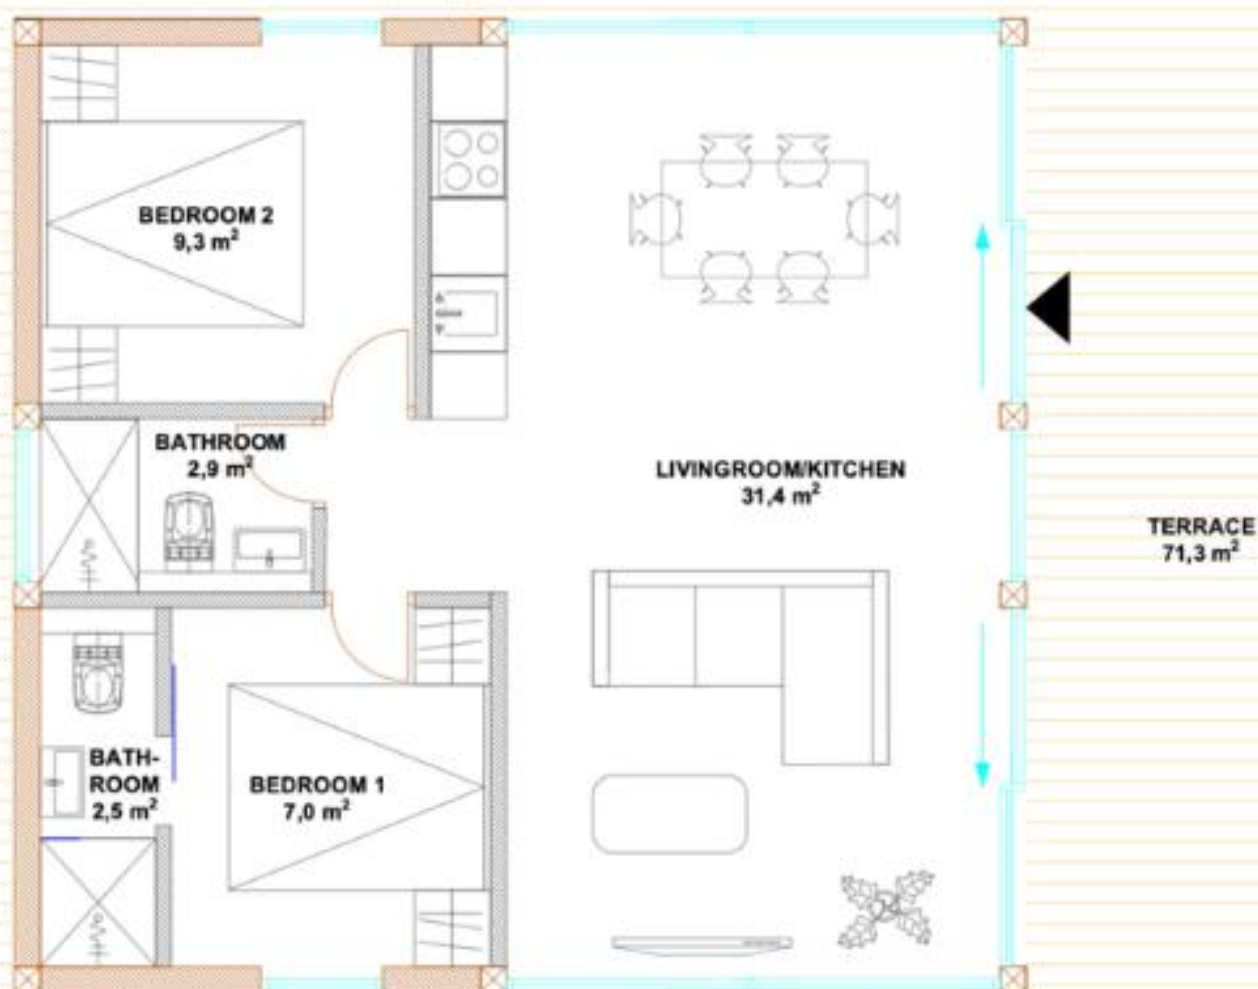 BEDROOM 2
9,3 m²
BATHROOM
2,9 m²
LIVINGROOM/KITCHEN
31,4 m²
TERRACE
71,3 m²
BATH-
ROOM
2,5 m²
BEDROOM 1
7,0 m²